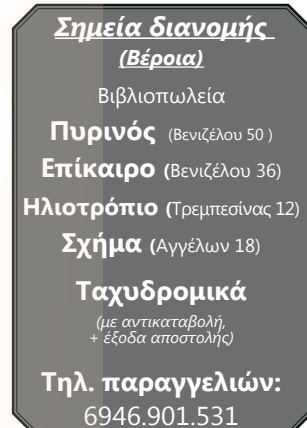 Σημεία διανομής
(Βέροια)
Βιβλιοπωλεία
Πυρινός (Βενιζέλου 50 )
Επίκαιρο (Βενιζέλου 36)
Ηλιοτρόπιο (Τρεμπεσίνας 12)
Σχήμα (Αγγέλων 18)
Ταχυδρομικά
(με αντικαταβολή,
+ έξοδα αποστολής)
Τηλ. παραγγελιών:
6946.901.531